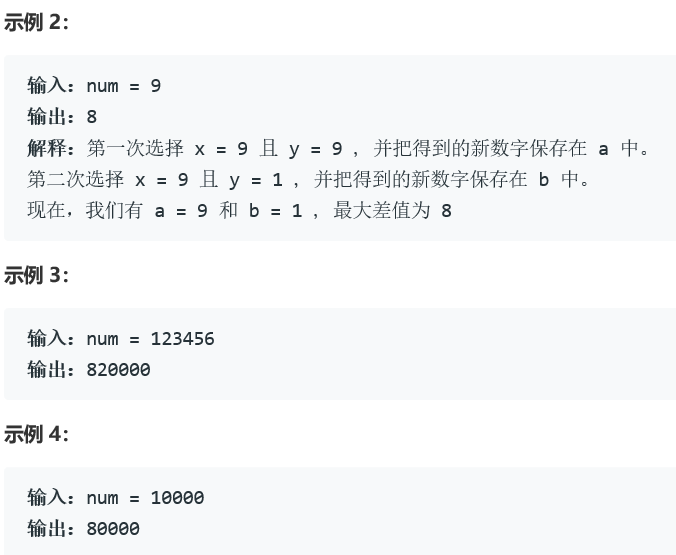 示例 2：
输入：num = 9
输出：8
解释：第一次选择 x = 9 且 y = 9 ，并把得到的新数字保存在 a 中。
第二次选择 x = 9 且 y = 1 ，并把得到的新数字保存在 b 中。
现在，我们有 a = 9 和 b = 1 ，最大差值为 8
示例 3：
输入：num = 123456
输出：820000
示例 4：
输入：num = 10000
输出：80000